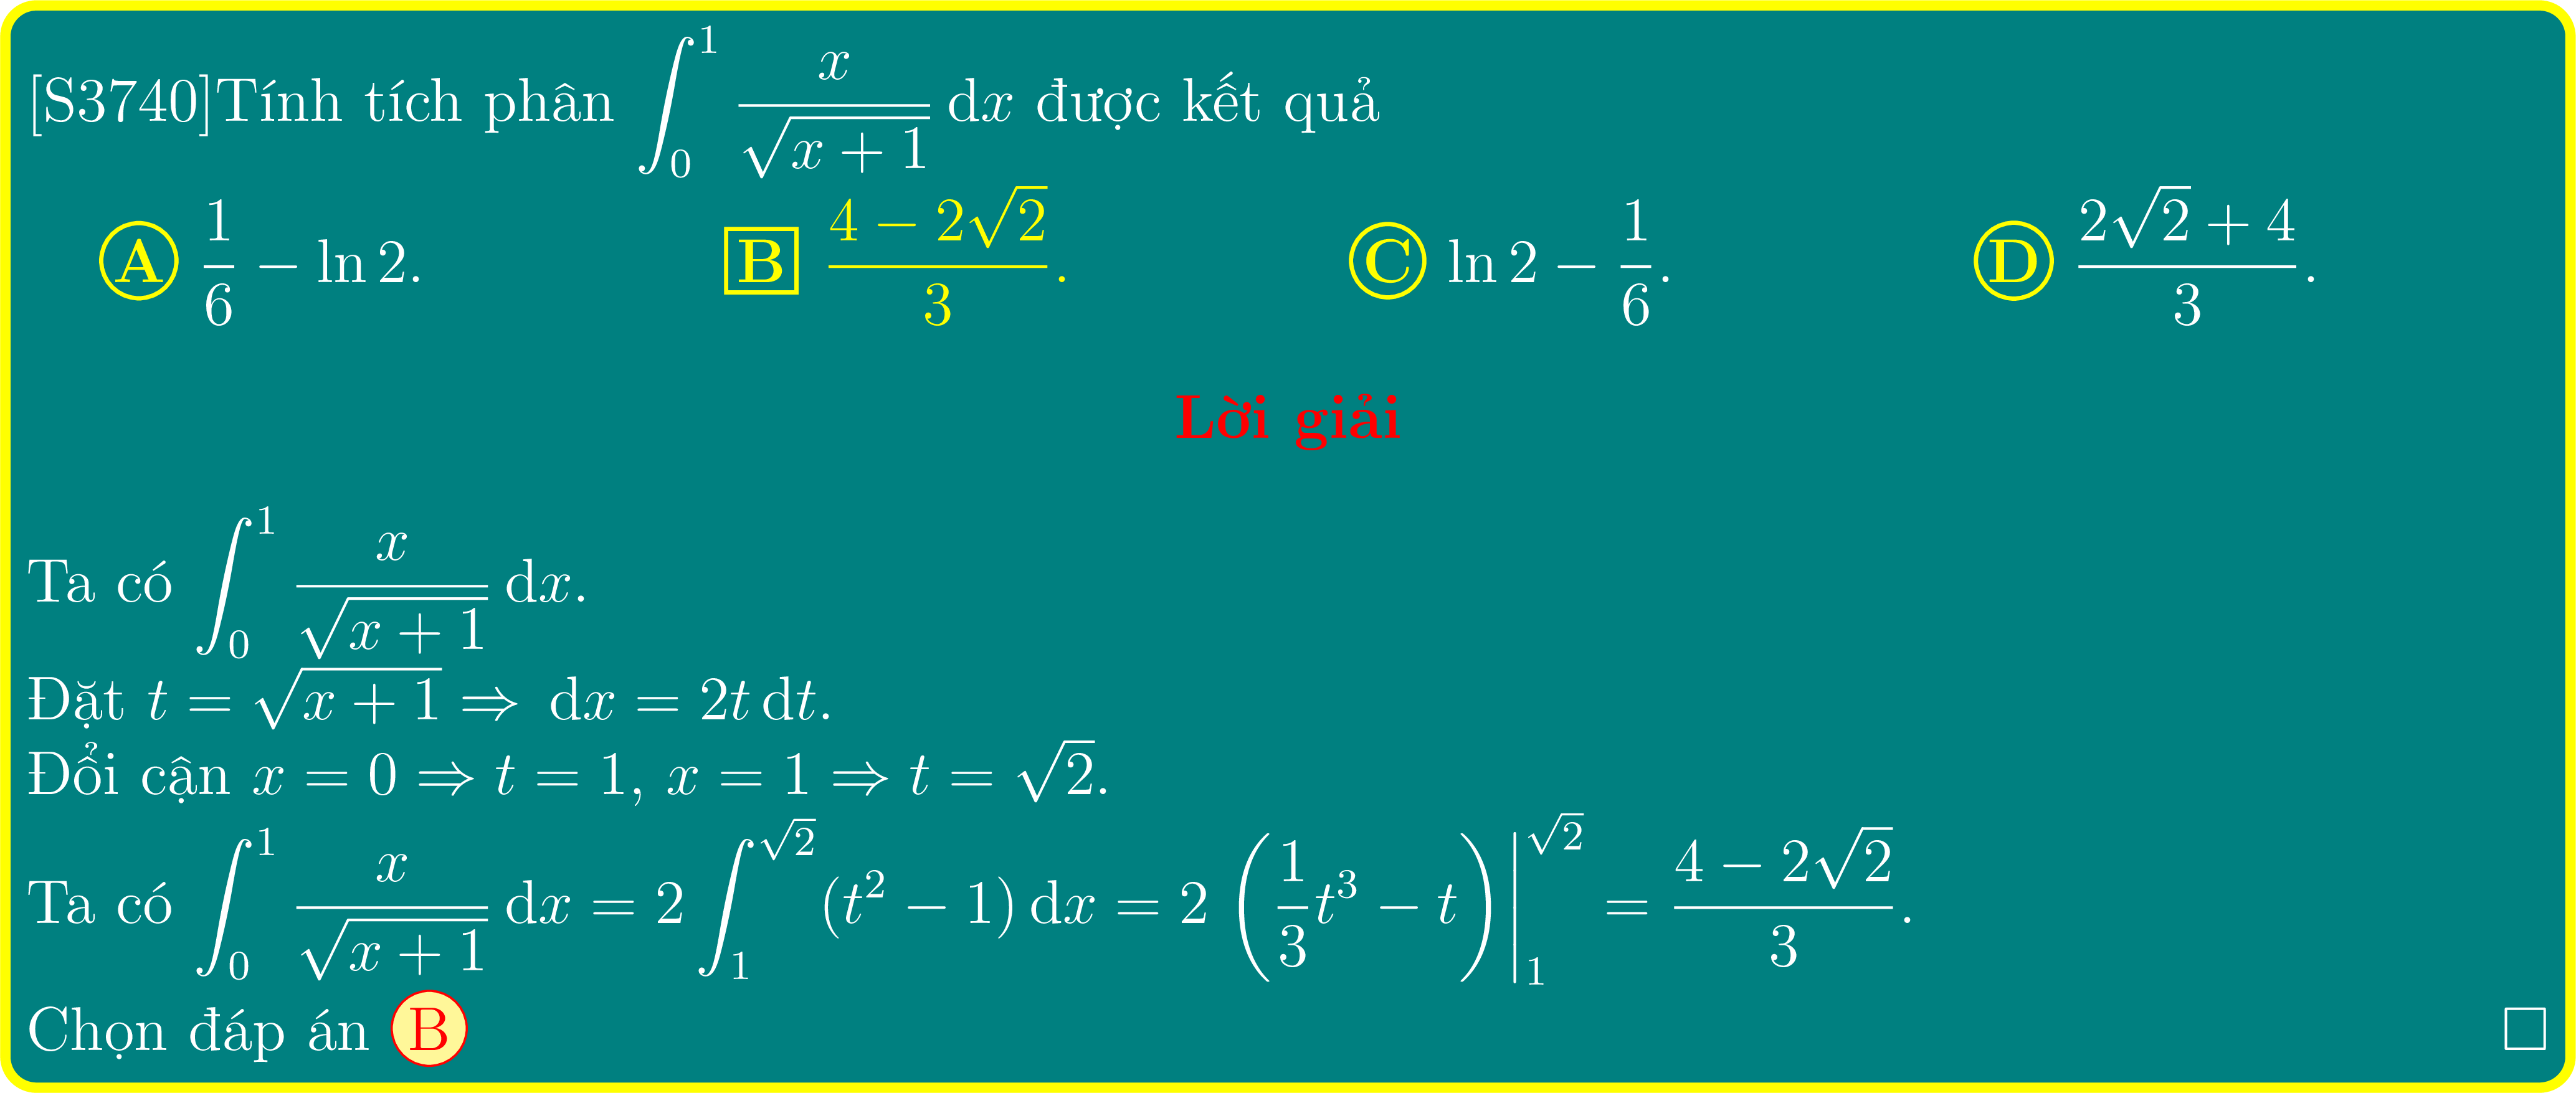 [S3740]Tính tích phân $\int_0^1 \frac{x}{\sqrt{x+1}} \, \mathrm{d}x$ được kết quả
Ⓐ $\frac{1}{6} - \ln 2$. B $\frac{4 - 2\sqrt{2}}{3}$. Ⓒ $\ln 2 - \frac{1}{6}$. Ⓓ $\frac{2\sqrt{2} + 4}{3}$.
Lời giải
Ta có $\int_0^1 \frac{x}{\sqrt{x+1}} \, \mathrm{d}x$.
Đặt $t = \sqrt{x+1} \Rightarrow \mathrm{d}x = 2t \, \mathrm{d}t$.
Đổi cận $x = 0 \Rightarrow t = 1$, $x = 1 \Rightarrow t = \sqrt{2}$.
Ta có $\int_0^1 \frac{x}{\sqrt{x+1}} \, \mathrm{d}x = 2 \int_1^{\sqrt{2}} (t^2 - 1) \, \mathrm{d}x = 2 \left( \frac{1}{3} t^3 - t \right) \Big|_1^{\sqrt{2}} = \frac{4 - 2\sqrt{2}}{3}$.
Chọn đáp án Ⓑ □